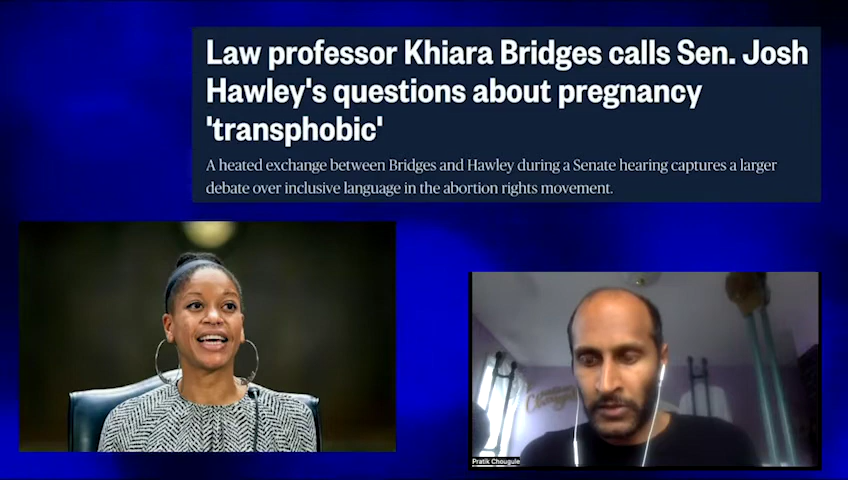 Law professor Khiara Bridges calls Sen. Josh
Hawley's questions about pregnancy
'transphobic'
A heated exchange between Bridges and Hawley during a Senate hearing captures a larger
debate over inclusive language in the abortion rights movement.
Chougule
Pratik Chougule